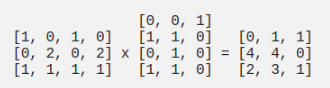 [0, 0, 1]
[1, 0, 1, 0] [1, 1, 0] [0, 1, 1]
[0, 2, 0, 2] x [0, 1, 0] = [4, 4, 0]
[1, 1, 1, 1] [1, 1, 0] [2, 3, 1]